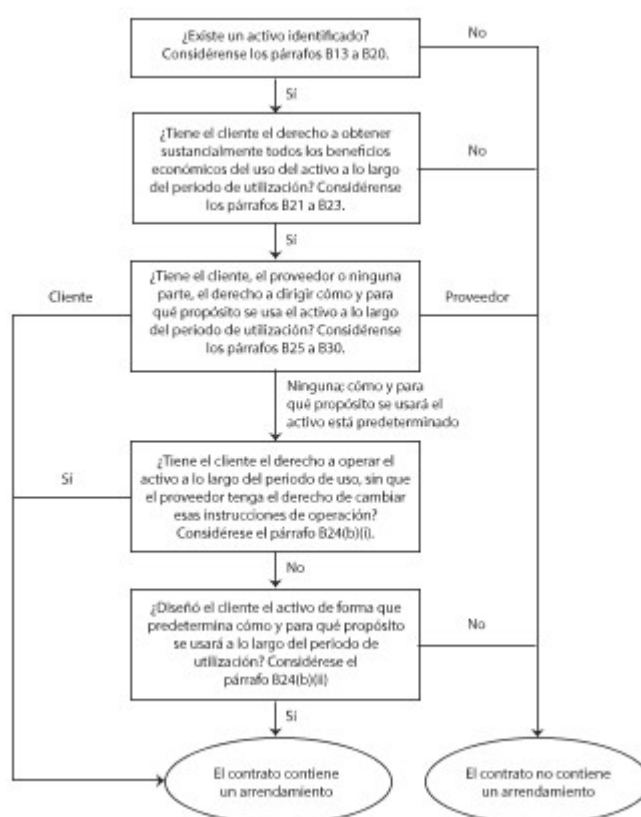 ¿Existe un activo identificado?
Considérense los párrafos B13 a B20.
No
Sí
¿Tiene el cliente el derecho a obtener
sustancialmente todos los beneficios
económicos del uso del activo a lo largo
del periodo de utilización? Considérense
los párrafos B21 a B23.
No
Sí
Cliente
¿Tiene el cliente, el proveedor o ninguna
parte, el derecho a dirigir cómo y para
qué propósito se usa el activo a lo largo
del periodo de utilización? Considérense
los párrafos B25 a B30.
Proveedor
Ninguna; cómo y para
qué propósito se usará el
activo está predeterminado
Sí
¿Tiene el cliente el derecho a operar el
activo a lo largo del periodo de uso, sin que
el proveedor tenga el derecho de cambiar
esas instrucciones de operación?
Considérese el párrafo B24(b)(i).
No
¿Diseñó el cliente el activo de forma que
predetermina cómo y para qué propósito
se usará a lo largo del periodo de
utilización? Considérese el
párrafo B24(b)(ii)
No
Sí
El contrato contiene
un arrendamiento
El contrato no contiene
un arrendamiento